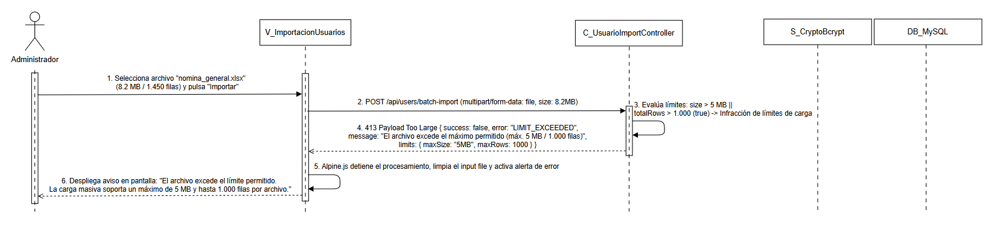 Administrador
V_ImportacionUsuarios
C_UsuarioImportController
S_CryptoBcrypt
DB_MySQL
1. Selecciona archivo "nomina_general.xlsx"
(8.2 MB / 1.450 filas) y pulsa "Importar"
2. POST /api/users/batch-import (multipart/form-data: file, size: 8.2MB)
3. Evalúa límites: size > 5 MB ||
totalRows > 1.000 (true) -> Infracción de límites de carga
4. 413 Payload Too Large { success: false, error: "LIMIT_EXCEEDED",
message: "El archivo excede el máximo permitido (máx. 5 MB / 1.000 filas)",
limits: { maxSize: "5MB", maxRows: 1000 } }
5. Alpine.js detiene el procesamiento, limpia el input file y activa alerta de error
6. Despliega aviso en pantalla: "El archivo excede el límite permitido.
La carga masiva soporta un máximo de 5 MB y hasta 1.000 filas por archivo."